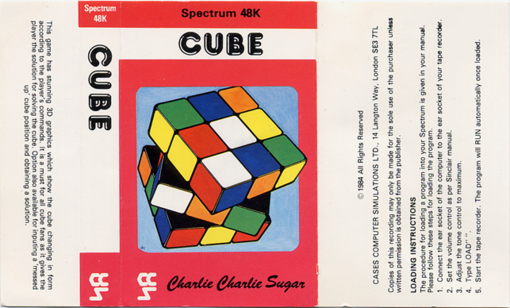 This game has stunning 3D graphics which show the cube changing in form
according to the player's commands. It is a must for all cube fans as it gives the
player the solution for solving the cube. Option also available for inputing a 'messed
up' cube position and obtaining a solution.
Spectrum
48K
CUBE
Spectrum 48K
CUBE
Charlie Charlie Sugar
© 1984 All Rights Reserved
CASES COMPUTER SIMULATIONS LTD., 14 Langton Way, London SE3 7TL
Copies of this recording may only be made for the sole use of the purchaser unless
written permission is obtained from the publisher.
LOADING INSTRUCTIONS
The procedure for loading a program into your Spectrum is given in your manual.
Please follow these steps for loading the program.
1. Connect the ear socket of the computer to the ear socket of your tape recorder.
2. Set the volume control as per Sinclair manual.
3. Adjust the tone control to maximum.
4. Type LOAD" ".
5. Start the tape recorder. The program will RUN automatically once loaded.